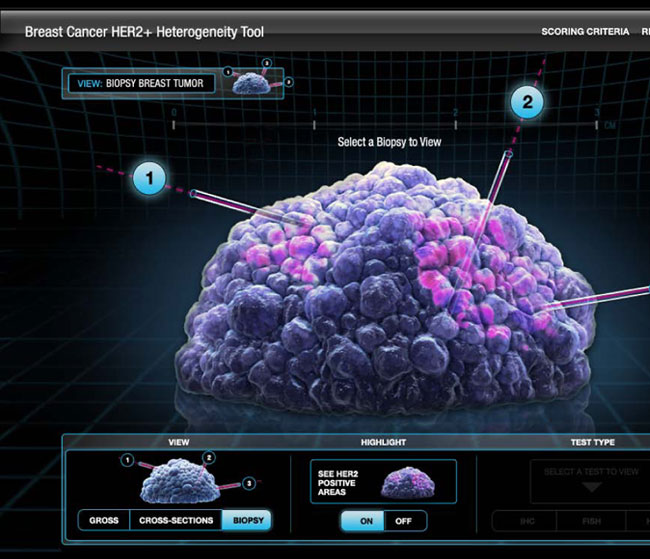 Breast Cancer HER2+ Heterogeneity Tool
SCORING CRITERIA
VIEW: BIOPSY BREAST TUMOR
1
3
2
0
1
2
3
CM
Select a Biopsy to View
1
2
VIEW
HIGHLIGHT
TEST TYPE
1
2
3
SEE HER2
POSITIVE
AREAS
SELECT A TEST TO VIEW
GROSS
CROSS-SECTIONS
BIOPSY
ON
OFF
IHC
FISH